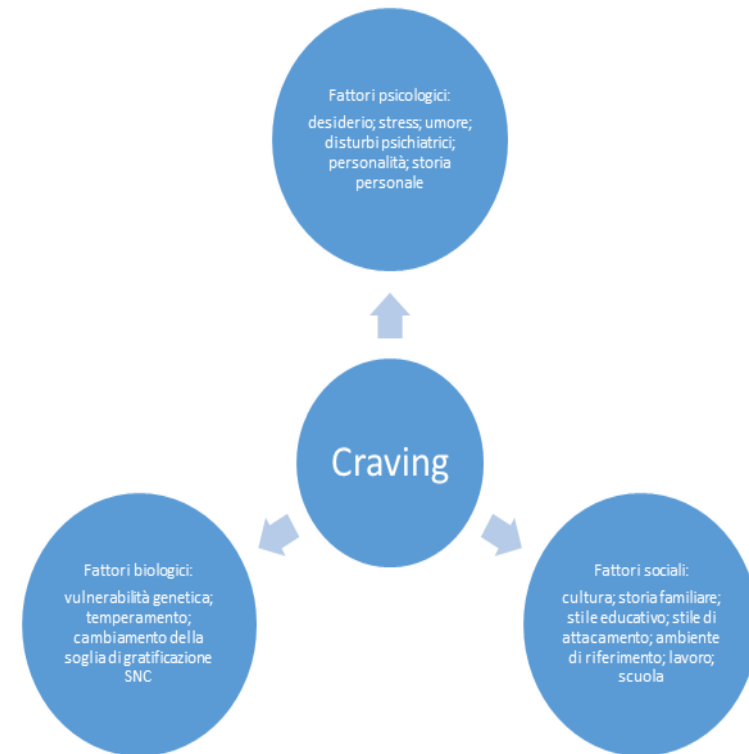 Fattori psicologici:
desiderio; stress; umore;
disturbi psichiatrici;
personalità; storia
personale
Craving
Fattori biologici:
vulnerabilità genetica;
temperamento;
cambiamento della
soglia di gratificazione
SNC
Fattori sociali:
cultura; storia familiare;
stile educativo; stile di
attacamento; ambiente
di riferimento; lavoro;
scuola